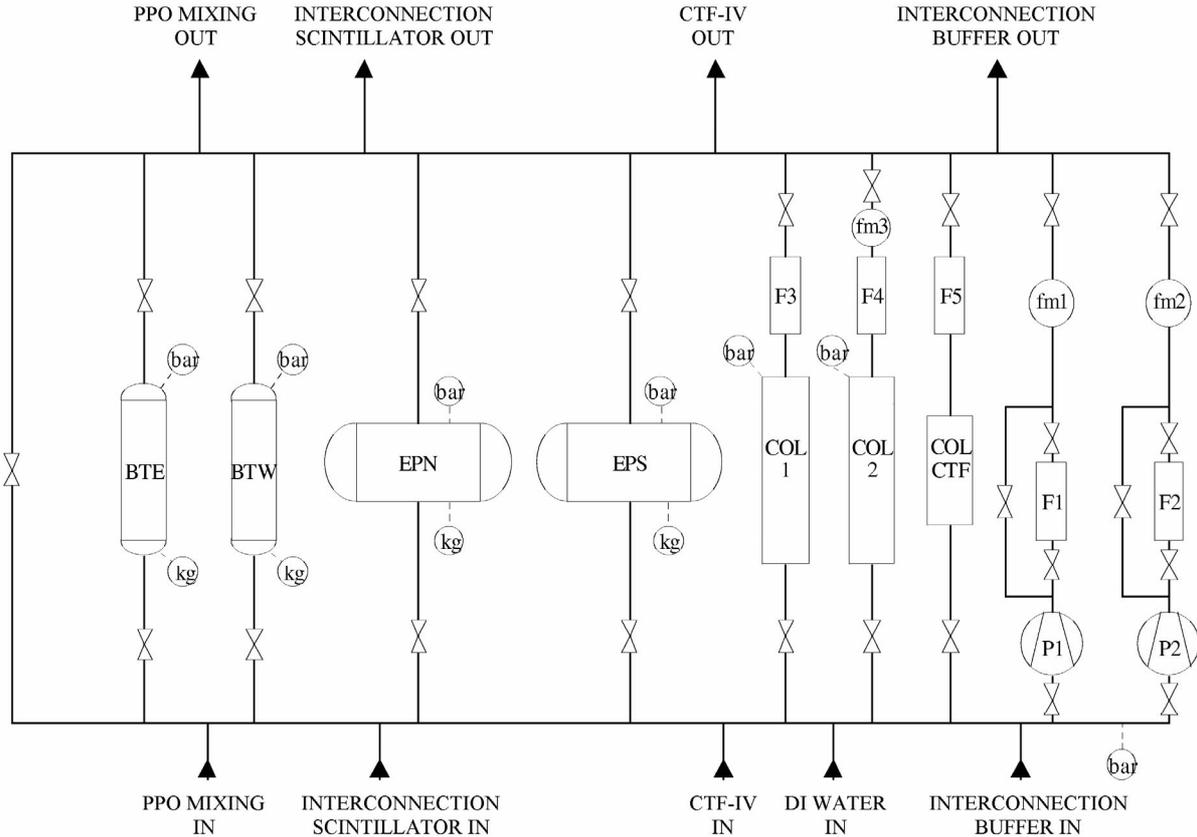 PPO MIXING
OUT
INTERCONNECTION
SCINTILLATOR OUT
CTF-IV
OUT
INTERCONNECTION
BUFFER OUT
fm3
F3
F4
F5
fm1
fm2
bar
bar
bar
bar
bar
bar
BTE
BTW
EPN
EPS
COL
1
COL
2
COL
CTF
F1
F2
kg
kg
kg
kg
P1
P2
bar
PPO MIXING
IN
INTERCONNECTION
SCINTILLATOR IN
CTF-IV
IN
DI WATER
IN
INTERCONNECTION
BUFFER IN